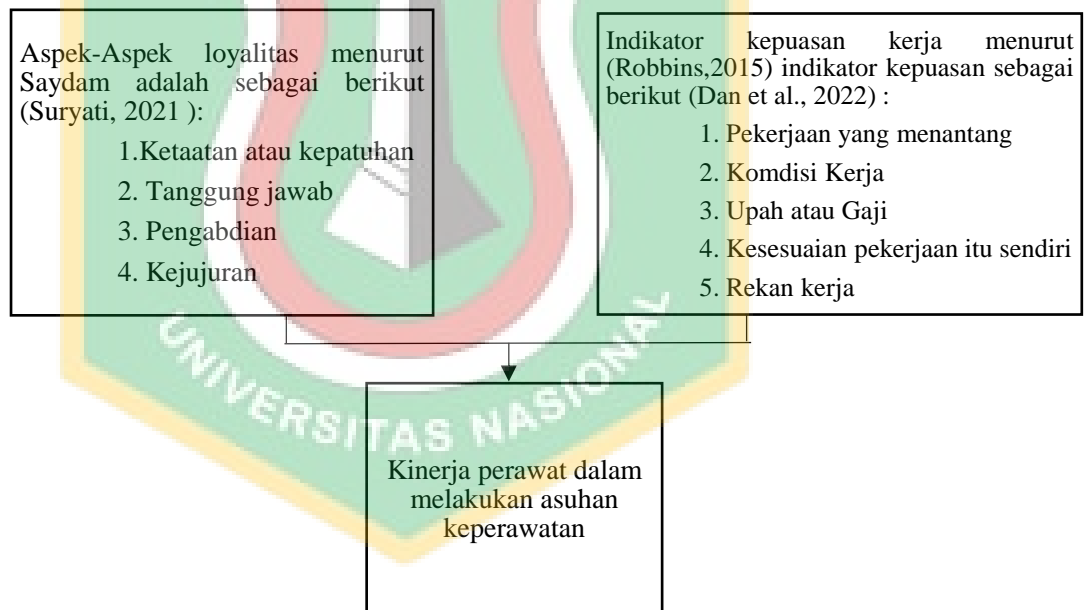 Aspek-Aspek loyalitas menurut
Saydam adalah sebagai berikut
(Suryati, 2021 ):
1.Ketaatan atau kepatuhan
2. Tanggung jawab
3. Pengabdian
4. Kejujuran
Indikator kepuasan kerja menurut
(Robbins,2015) indikator kepuasan sebagai
berikut (Dan et al., 2022) :
1. Pekerjaan yang menantang
2. Komdisi Kerja
3. Upah atau Gaji
4. Kesesuaian pekerjaan itu sendiri
5. Rekan kerja
UNIVERSITAS NASIONAL
Kinerja perawat dalam
melakukan asuhan
keperawatan